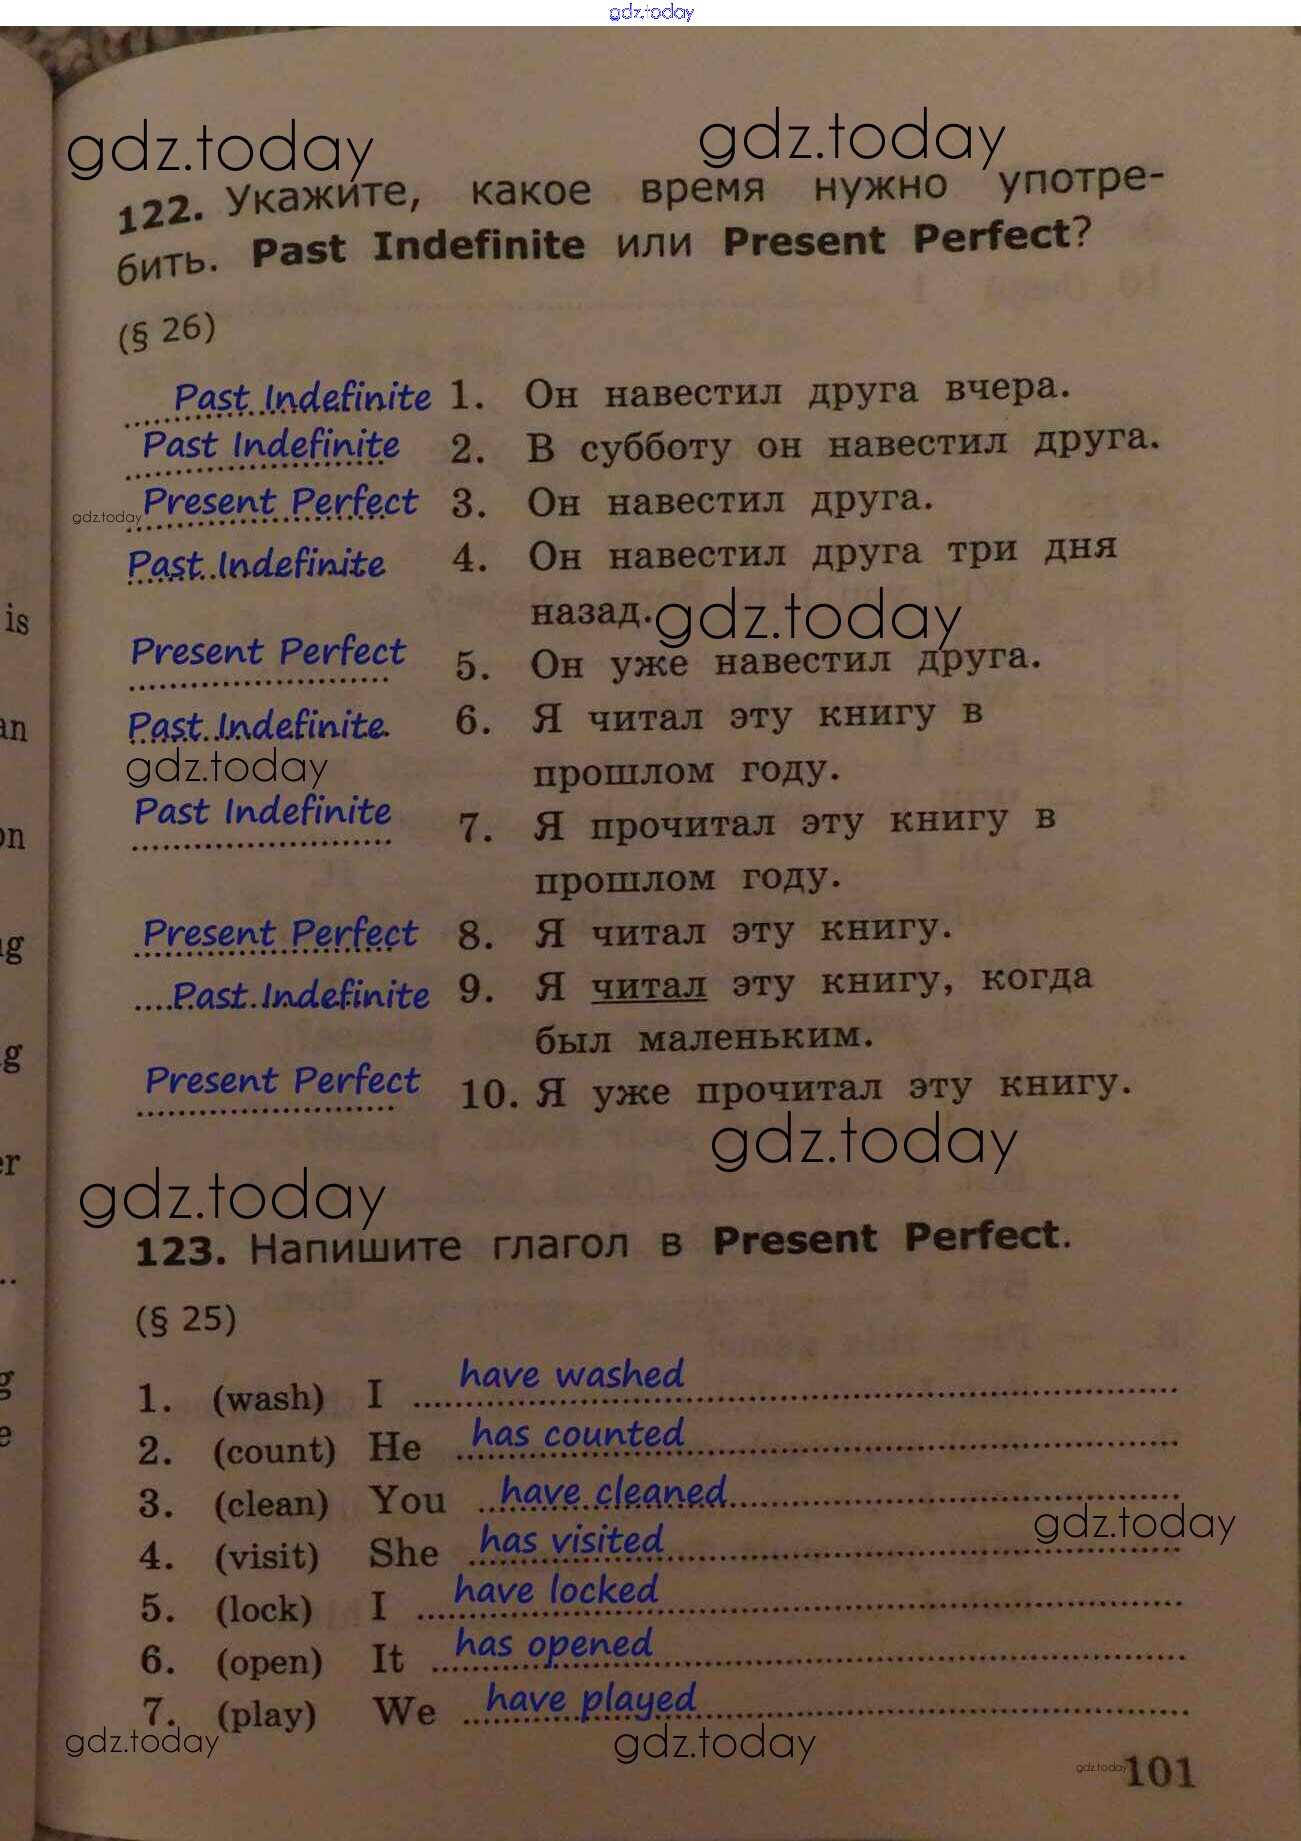 gdz.today
gdz.today gdz.today
122. Укажите, какое время нужно употре-
бить. Past Indefinite или Present Perfect?
(§ 26)
Past Indefinite 1. Он навестил друга вчера.
Past Indefinite 2. В субботу он навестил друга.
gdz.today Present Perfect 3. Он навестил друга.
Past Indefinite 4. Он навестил друга три дня
назад. gdz.today
Present Perfect 5. Он уже навестил друга.
Past Indefinite 6. Я читал эту книгу в
gdz.today прошлом году.
Past Indefinite 7. Я прочитал эту книгу в
прошлом году.
Present Perfect 8. Я читал эту книгу.
Past Indefinite 9. Я читал эту книгу, когда
был маленьким.
Present Perfect 10. Я уже прочитал эту книгу.
gdz.today
gdz.today
123. Напишите глагол в Present Perfect.
(§ 25)
1. (wash) I have washed
2. (count) He has counted
3. (clean) You have cleaned
gdz.today
4. (visit) She has visited
5. (lock) I have locked
6. (open) It has opened
7. (play) We have played
gdz.today gdz.today
gdz.today 101
is